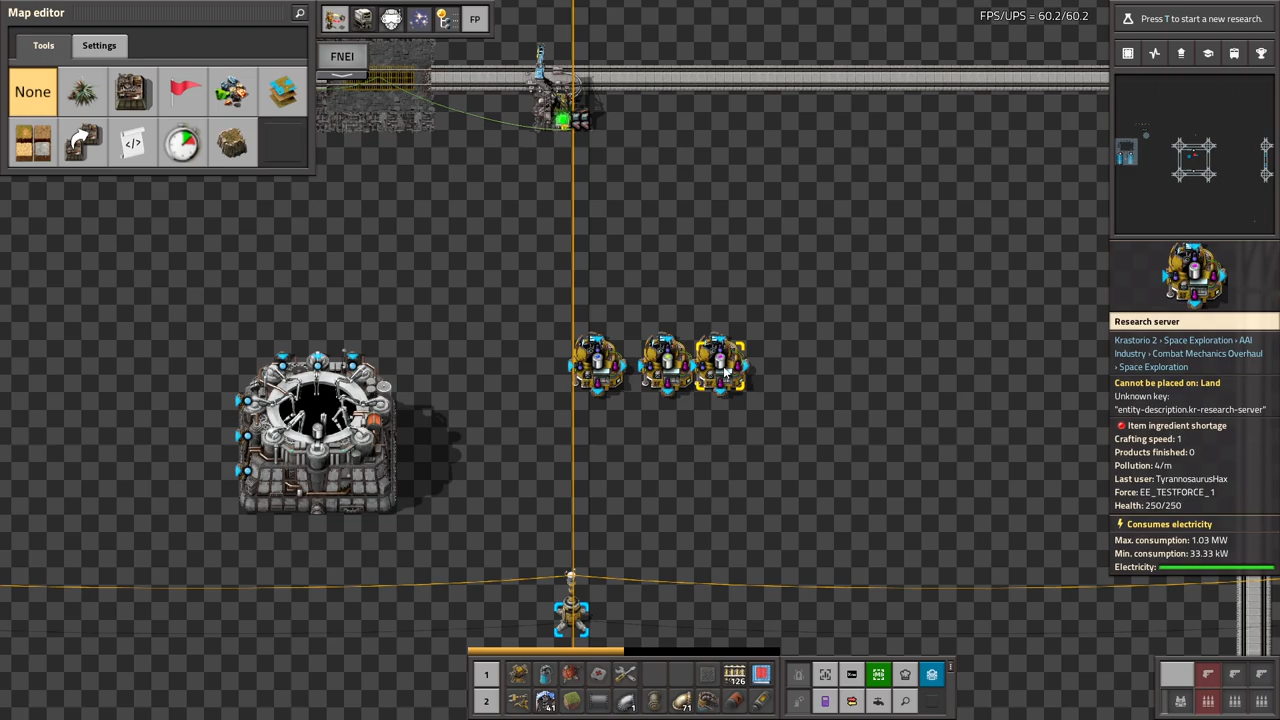 Map editor
Tools
Settings
None
FP
FNEI
FPS/UPS = 60.2/60.2
Press T to start a new research.
Research server
Krastorio 2 › Space Exploration › AAI
Industry › Combat Mechanics Overhaul
› Space Exploration
Cannot be placed on: Land
Unknown key:
"entity-description.kr-research-server"
Item ingredient shortage
Crafting speed: 1
Products finished: 0
Pollution: 4/m
Last user: TyrannosaurusHax
Force: EE_TESTFORCE_1
Health: 250/250
Consumes electricity
Max. consumption: 1.03 MW
Min. consumption: 33.33 kW
Electricity:
1
126
2
41
1
71